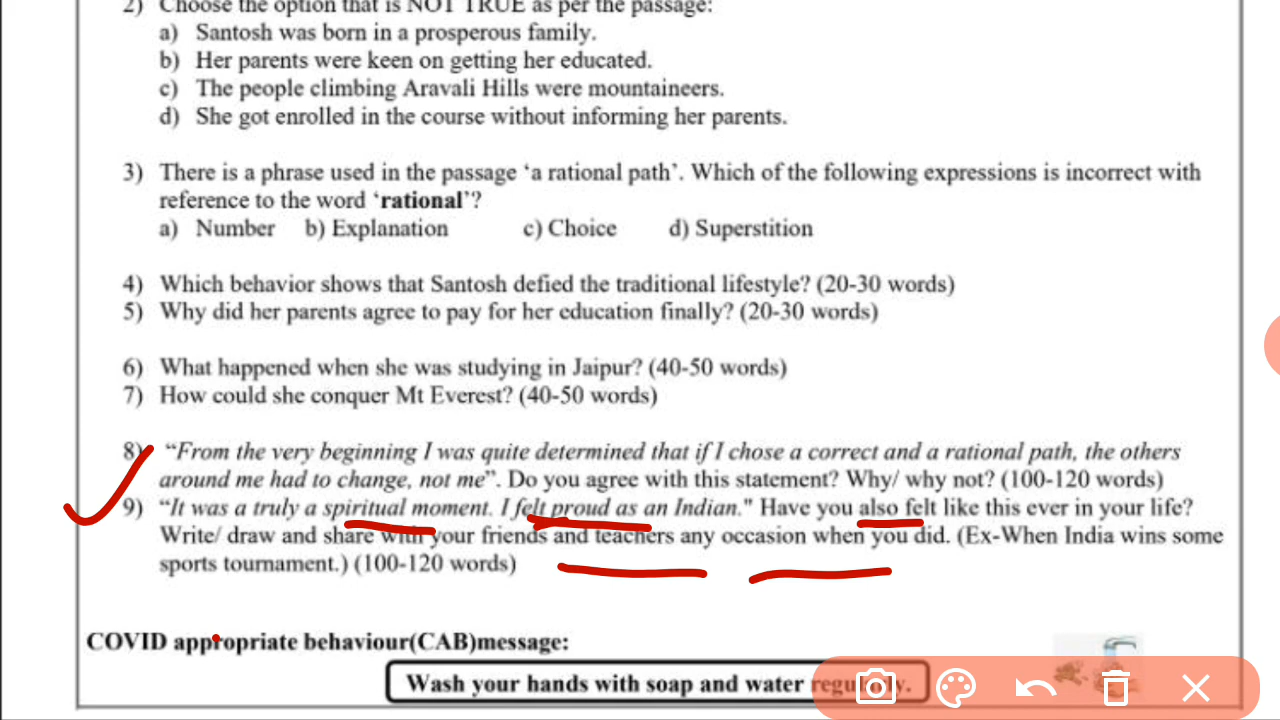 2) Choose the option that is NOT TRUE as per the passage:
a) Santosh was born in a prosperous family.
b) Her parents were keen on getting her educated.
c) The people climbing Aravali Hills were mountaineers.
d) She got enrolled in the course without informing her parents.
3) There is a phrase used in the passage ‘a rational path’. Which of the following expressions is incorrect with
reference to the word ‘rational’?
a) Number b) Explanation c) Choice d) Superstition
4) Which behavior shows that Santosh defied the traditional lifestyle? (20-30 words)
5) Why did her parents agree to pay for her education finally? (20-30 words)
6) What happened when she was studying in Jaipur? (40-50 words)
7) How could she conquer Mt Everest? (40-50 words)
8) “From the very beginning I was quite determined that if I chose a correct and a rational path, the others
around me had to change, not me”. Do you agree with this statement? Why/ why not? (100-120 words)
9) “It was a truly a spiritual moment. I felt proud as an Indian." Have you also felt like this ever in your life?
Write/ draw and share with your friends and teachers any occasion when you did. (Ex-When India wins some
sports tournament.) (100-120 words)
COVID appropriate behaviour(CAB)message:
Wash your hands with soap and water regularly.